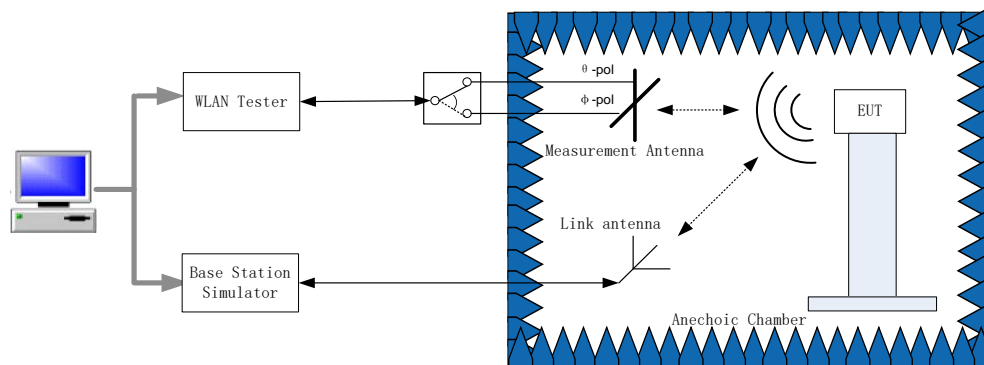 θ-pol
WLAN Tester
ϕ-pol
EUT
Measurement Antenna
Link antenna
Base Station
Simulator
Anechoic Chamber